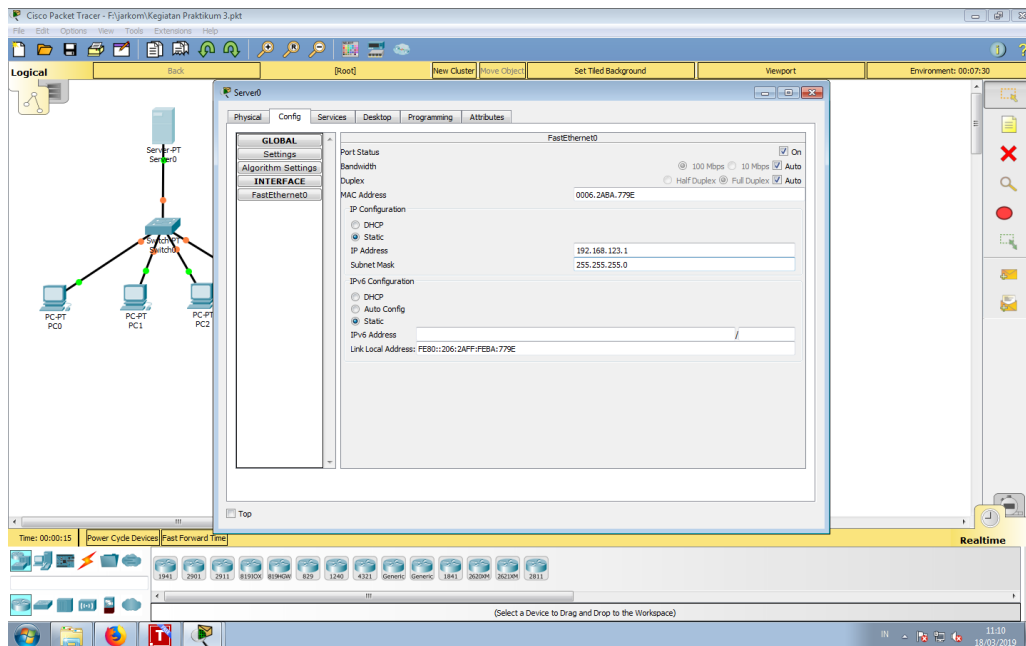 Cisco Packet Tracer - F:\jarkom\Kegiatan Praktikum 3.pkt
File Edit Options View Tools Extensions Help
Logical Back [Root] New Cluster Move Object Set Tiled Background Viewport Environment: 00:07:30
Server0
Physical Config Services Desktop Programming Attributes
GLOBAL
Settings
Algorithm Settings
INTERFACE
FastEthernet0
FastEthernet0
Port Status On
Bandwidth 100 Mbps 10 Mbps Auto
Duplex Half Duplex Full Duplex Auto
MAC Address 0006.2ABA.779E
IP Configuration
DHCP
Static
IP Address 192.168.123.1
Subnet Mask 255.255.255.0
IPv6 Configuration
DHCP
Auto Config
Static
IPv6 Address /
Link Local Address: FE80::206:2AFF:FEBA:779E
Top
Server-PT
Server0
Switch-PT
Switch0
PC-PT
PC0
PC-PT
PC1
PC-PT
PC2
Time: 00:00:15 Power Cycle Devices Fast Forward Time Realtime
1941 2901 2911 819IOX 819HGW 829 1240 4321 Generic Generic 1841 2620XM 2621XM 2811
(Select a Device to Drag and Drop to the Workspace)
IN 11:10
18/03/2019